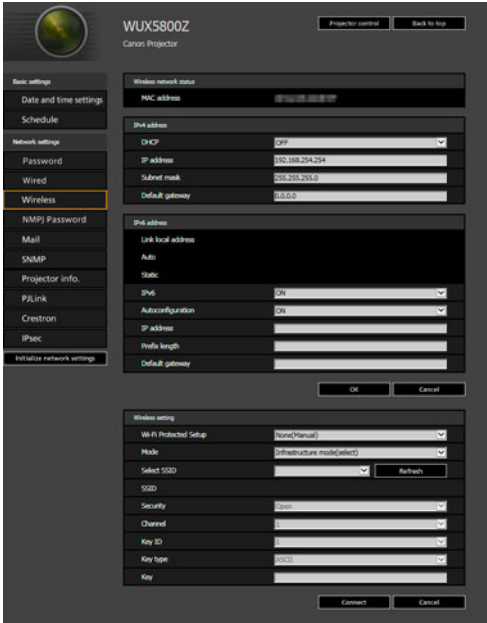 WUX5800Z
Canon Projector
Projector control
Back to top
Basic settings
Date and time settings
Schedule
Network settings
Password
Wired
Wireless
NMPJ Password
Mail
SNMP
Projector info.
PJLink
Crestron
IPsec
Initialize network settings
Wireless network status
MAC address
IPv4 address
DHCP OFF
IP address 192.168.254.254
Subnet mask 255.255.255.0
Default gateway 0.0.0.0
IPv6 address
Link local address
Auto
Static
IPv6 ON
Autoconfiguration ON
IP address
Prefix length
Default gateway
OK Cancel
Wireless setting
Wi-Fi Protected Setup None(Manual)
Mode Infrastructure mode(select)
Select SSID Refresh
SSID
Security Open
Channel 1
Key ID 1
Key type ASCII
Key
Connect Cancel